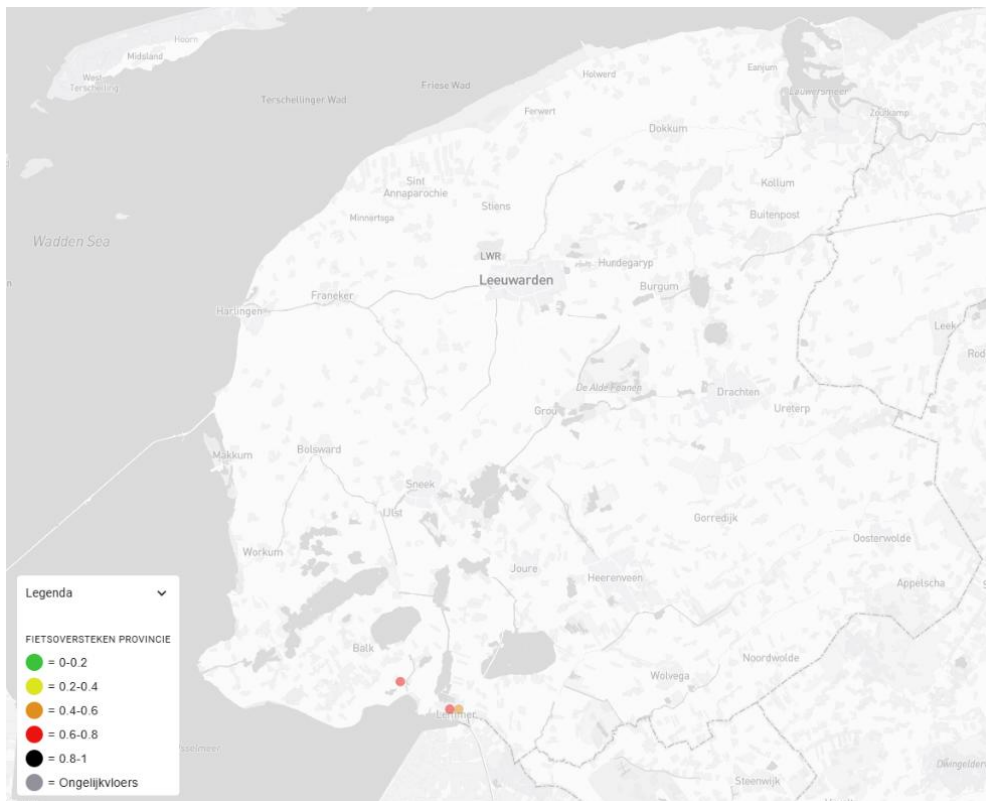 Hoorn
Midsland
West-
Terschelling
Terschellinger Wad
Friese Wad
Holwerd
Eanjum
Lauwersmeer
Zoutkamp
Ferwert
Dokkum
Sint
Annaparochie
Kollum
Stiens
Minnertsga
Buitenpost
Wadden Sea
LWR
Leeuwarden
Hurdegaryp
Burgum
Franeker
Harlingen
Leek
De Alde Feanen
Drachten
Grou
Ureterp
Makkum
Bolsward
Sneek
IJlst
Gorredijk
Oosterwolde
Workum
Joure
Heerenveen
Appelscha
Legenda
FIETSOVERSTEKEN PROVINCIE
= 0-0.2
= 0.2-0.4
= 0.4-0.6
= 0.6-0.8
= 0.8-1
= Ongelijkvloers
Balk
Noordwolde
Wolvega
Lemmer
Steenwijk